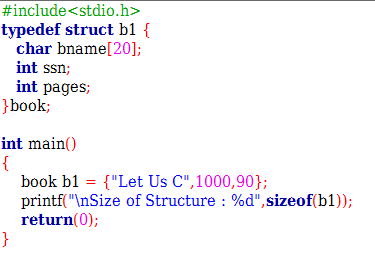 #include<stdio.h>
typedef struct b1 {
char bname[20];
int ssn;
int pages;
}book;
int main()
{
book b1 = {"Let Us C",1000,90};
printf("\nSize of Structure : %d",sizeof(b1));
return(0);
}